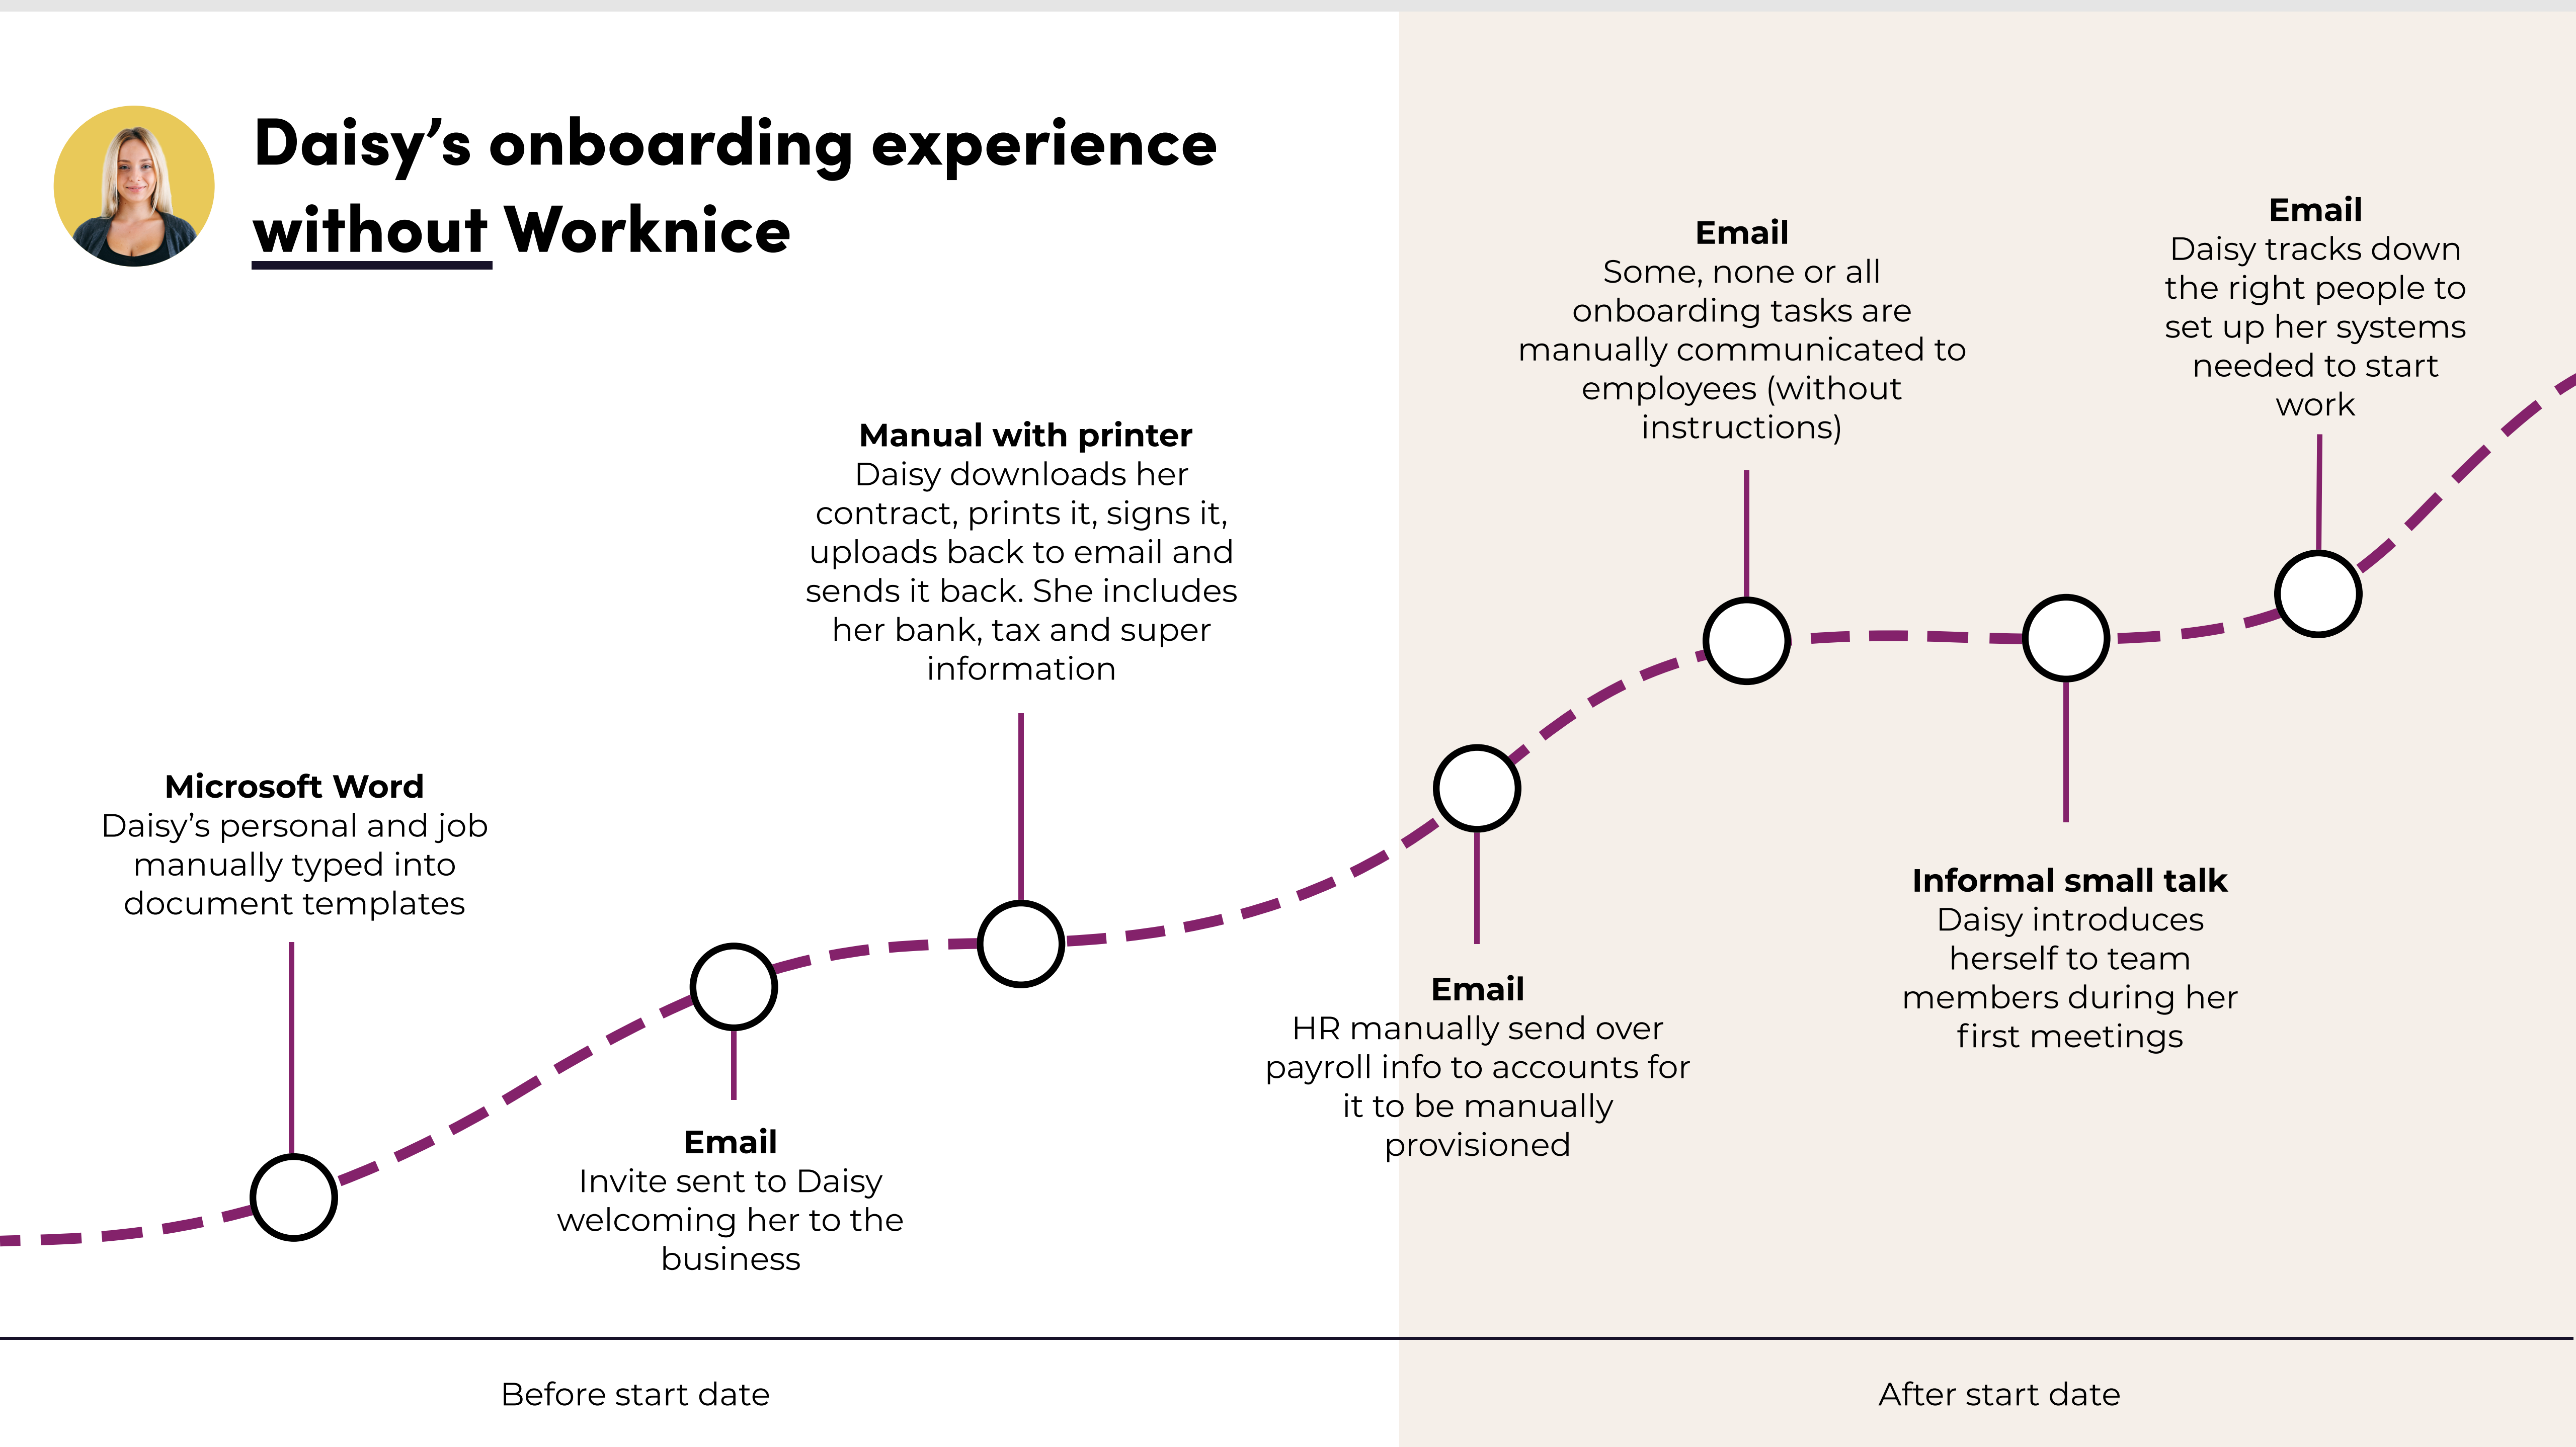 Daisy’s onboarding experience
without Worknice
Microsoft Word
Daisy’s personal and job
manually typed into
document templates
Email
Invite sent to Daisy
welcoming her to the
business
Manual with printer
Daisy downloads her
contract, prints it, signs it,
uploads back to email and
sends it back. She includes
her bank, tax and super
information
Email
HR manually send over
payroll info to accounts for
it to be manually
provisioned
Email
Some, none or all
onboarding tasks are
manually communicated to
employees (without
instructions)
Informal small talk
Daisy introduces
herself to team
members during her
first meetings
Email
Daisy tracks down
the right people to
set up her systems
needed to start
work
Before start date
After start date